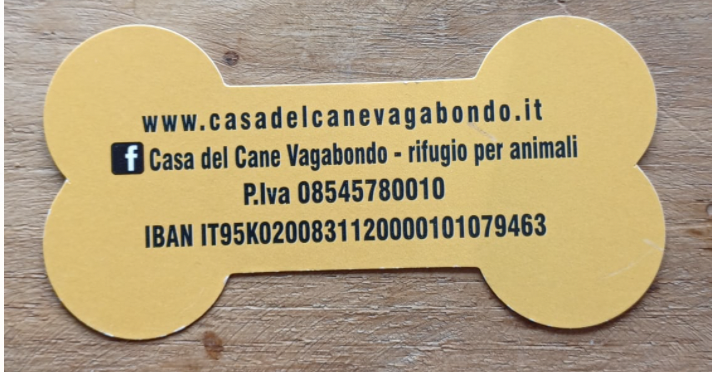 www.casadelcanevagabondo.it
f Casa del Cane Vagabondo - rifugio per animali
P.Iva 08545780010
IBAN IT95K0200831120000101079463